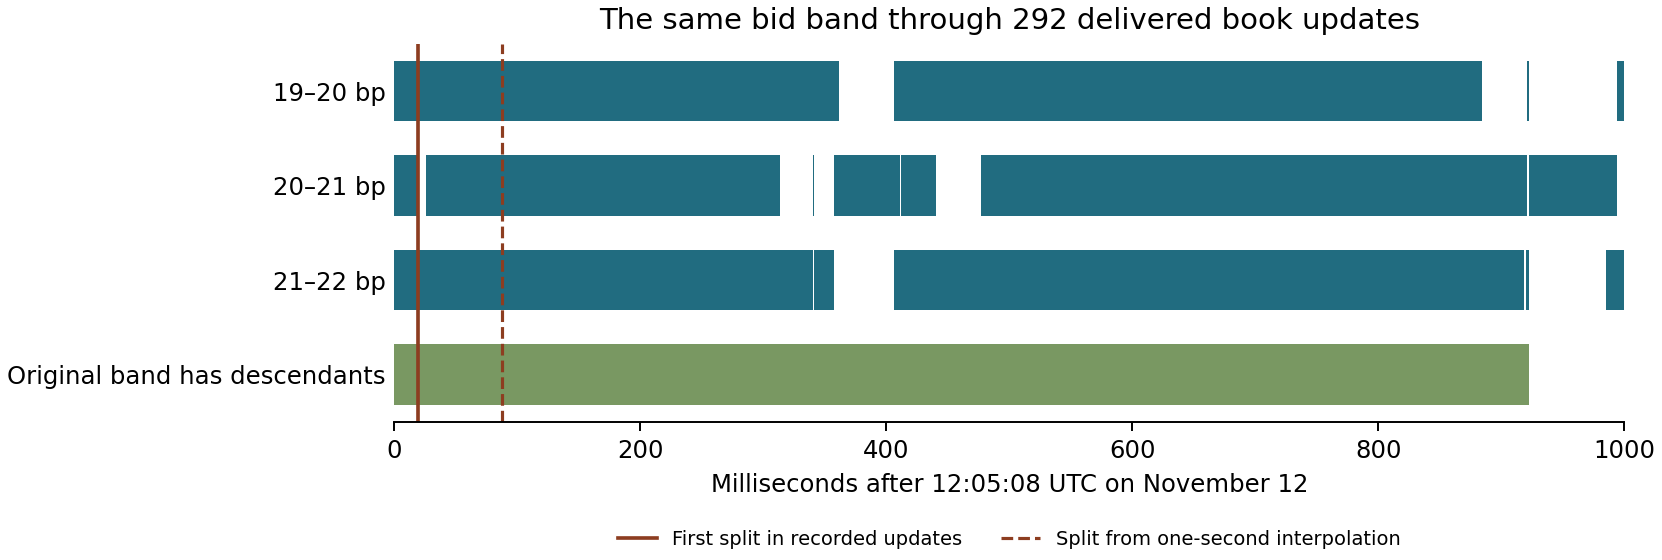 The same bid band through 292 delivered book updates
19–20 bp
20–21 bp
21–22 bp
Original band has descendants
0 200 400 600 800 1000
Milliseconds after 12:05:08 UTC on November 12
First split in recorded updates
Split from one-second interpolation